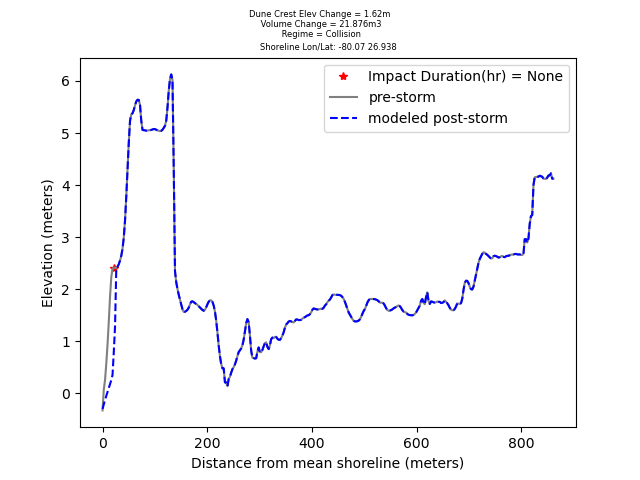 Dune Crest Elev Change = 1.62m
Volume Change = 21.876m3
Regime = Collision
Shoreline Lon/Lat: -80.07 26.938
Impact Duration(hr) = None
pre-storm
modeled post-storm
6
5
4
3
2
1
0
Elevation (meters)
0 200 400 600 800
Distance from mean shoreline (meters)